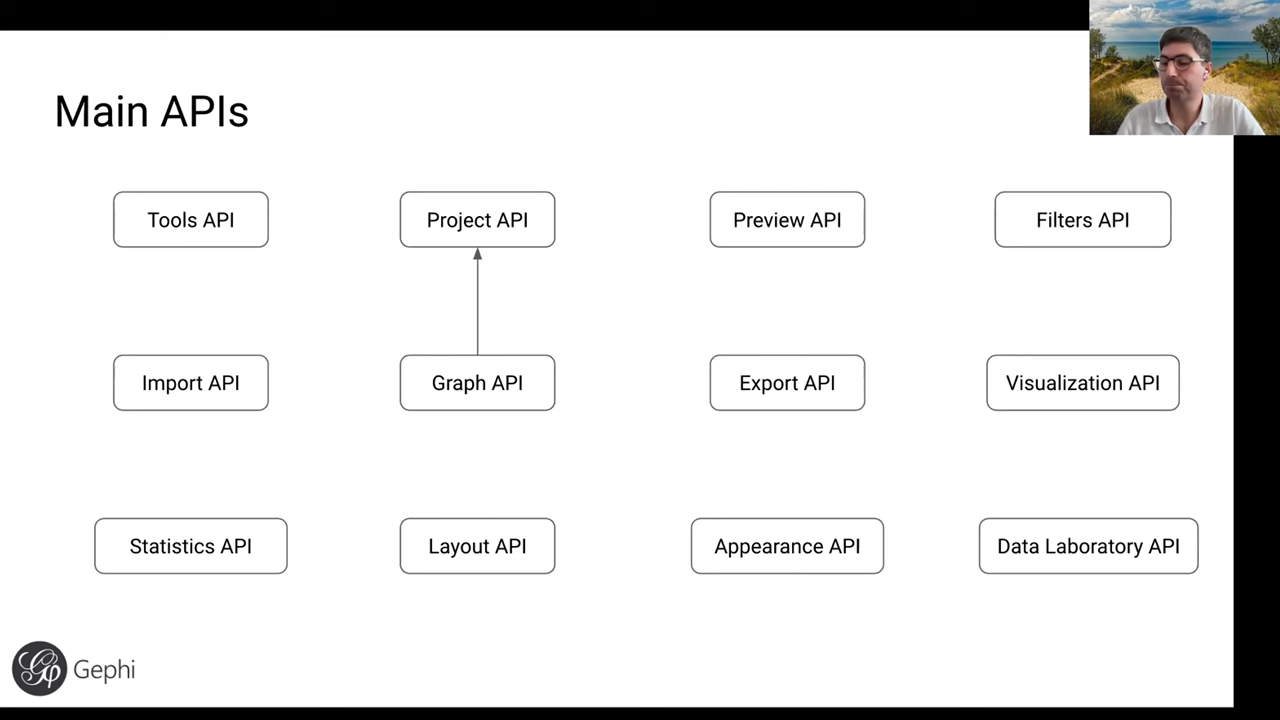 Main APIs
Tools API
Project API
Preview API
Filters API
Import API
Graph API
Export API
Visualization API
Statistics API
Layout API
Appearance API
Data Laboratory API
Gephi